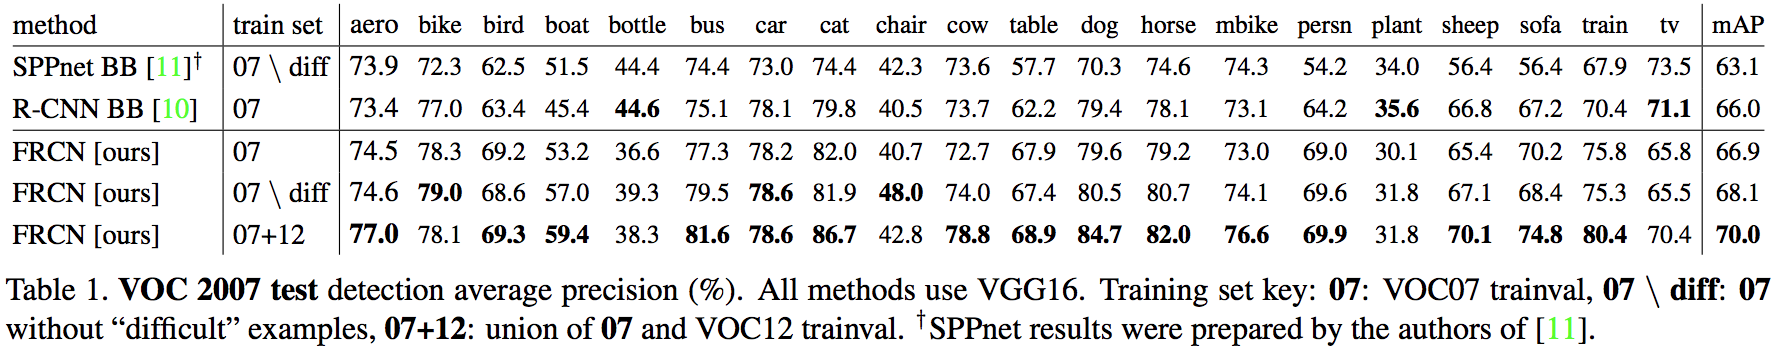 method train set aero bike bird boat bottle bus car cat chair cow table dog horse mbike persn plant sheep sofa train tv mAP
SPPnet BB [11]† 07 \ diff 73.9 72.3 62.5 51.5 44.4 74.4 73.0 74.4 42.3 73.6 57.7 70.3 74.6 74.3 54.2 34.0 56.4 56.4 67.9 73.5 63.1
R-CNN BB [10] 07 73.4 77.0 63.4 45.4 44.6 75.1 78.1 79.8 40.5 73.7 62.2 79.4 78.1 73.1 64.2 35.6 66.8 67.2 70.4 71.1 66.0
FRCN [ours] 07 74.5 78.3 69.2 53.2 36.6 77.3 78.2 82.0 40.7 72.7 67.9 79.6 79.2 73.0 69.0 30.1 65.4 70.2 75.8 65.8 66.9
FRCN [ours] 07 \ diff 74.6 79.0 68.6 57.0 39.3 79.5 78.6 81.9 48.0 74.0 67.4 80.5 80.7 74.1 69.6 31.8 67.1 68.4 75.3 65.5 68.1
FRCN [ours] 07+12 77.0 78.1 69.3 59.4 38.3 81.6 78.6 86.7 42.8 78.8 68.9 84.7 82.0 76.6 69.9 31.8 70.1 74.8 80.4 70.4 70.0
Table 1. VOC 2007 test detection average precision (%). All methods use VGG16. Training set key: 07: VOC07 trainval, 07 \ diff: 07
without “difficult” examples, 07+12: union of 07 and VOC12 trainval. †SPPnet results were prepared by the authors of [11].